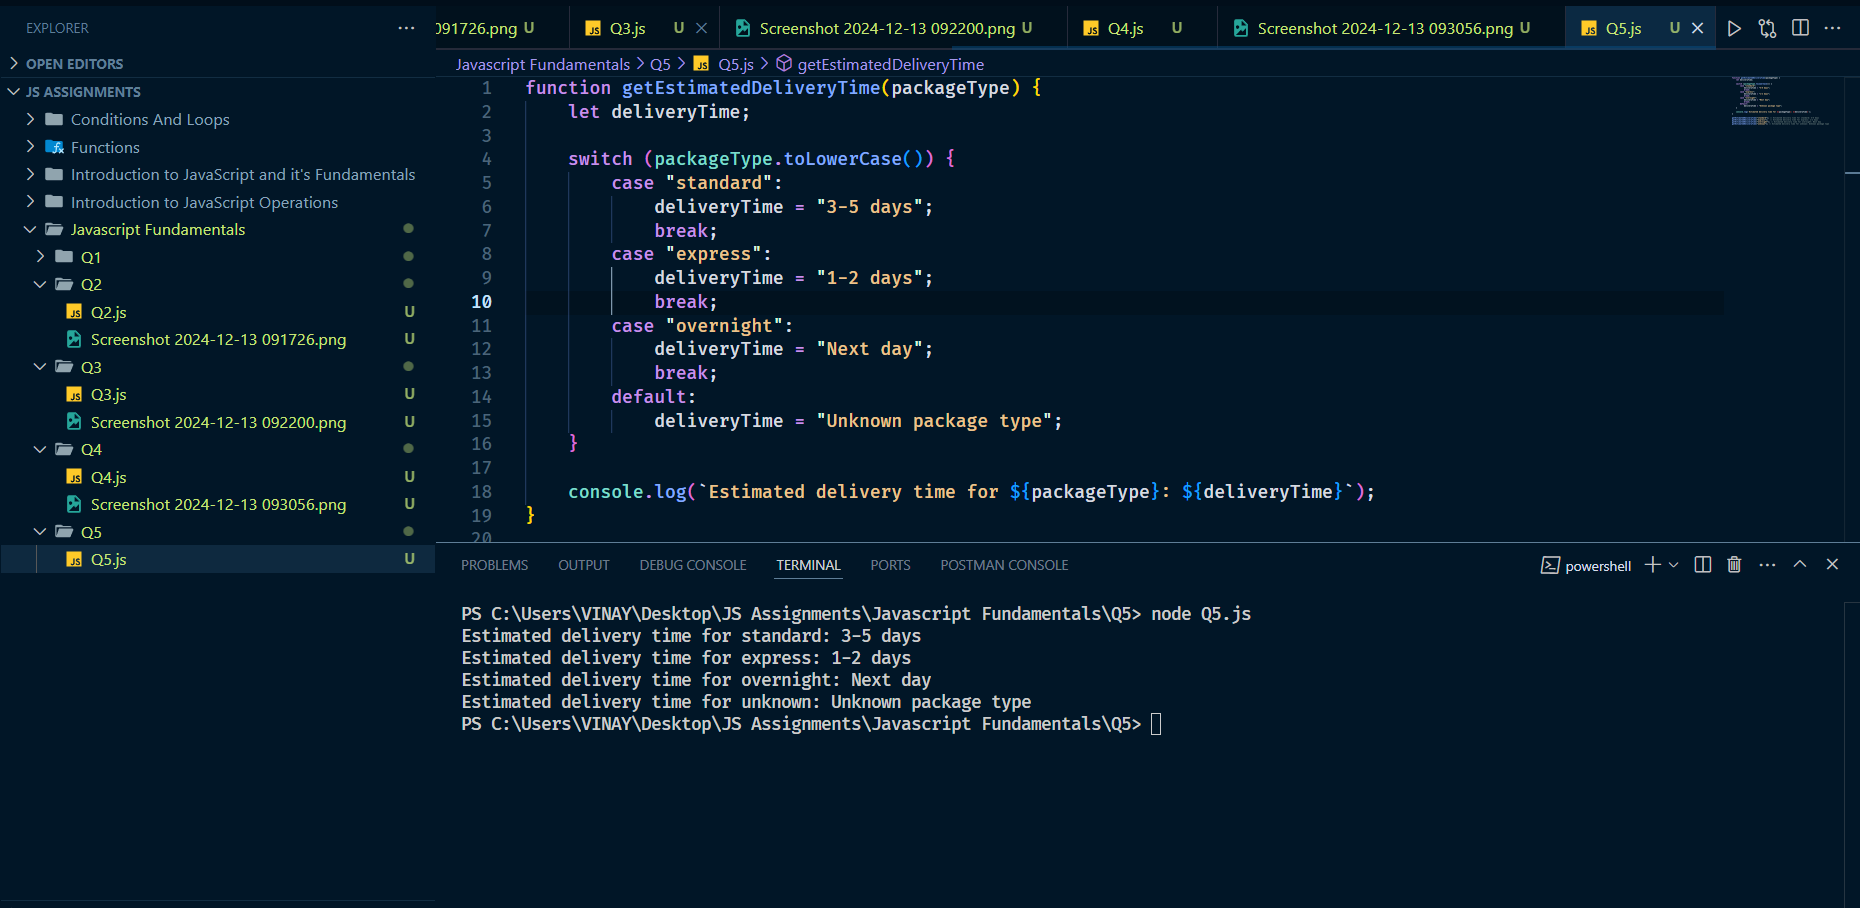 EXPLORER
OPEN EDITORS
JS ASSIGNMENTS
Conditions And Loops
Functions
Introduction to JavaScript and it's Fundamentals
Introduction to JavaScript Operations
Javascript Fundamentals
Q1
Q2
JS Q2.js U
Screenshot 2024-12-13 091726.png U
Q3
JS Q3.js U
Screenshot 2024-12-13 092200.png U
Q4
JS Q4.js U
Screenshot 2024-12-13 093056.png U
Q5
JS Q5.js U
091726.png U JS Q3.js U Screenshot 2024-12-13 092200.png U JS Q4.js U Screenshot 2024-12-13 093056.png U JS Q5.js U
Javascript Fundamentals > Q5 > JS Q5.js > getEstimatedDeliveryTime
1 function getEstimatedDeliveryTime(packageType) {
2 let deliveryTime;
3
4 switch (packageType.toLowerCase()) {
5 case "standard":
6 deliveryTime = "3-5 days";
7 break;
8 case "express":
9 deliveryTime = "1-2 days";
10 break;
11 case "overnight":
12 deliveryTime = "Next day";
13 break;
14 default:
15 deliveryTime = "Unknown package type";
16 }
17
18 console.log(`Estimated delivery time for ${packageType}: ${deliveryTime}`);
19 }
20
PROBLEMS OUTPUT DEBUG CONSOLE TERMINAL PORTS POSTMAN CONSOLE powershell
PS C:\Users\VINAY\Desktop\JS Assignments\Javascript Fundamentals\Q5> node Q5.js
Estimated delivery time for standard: 3-5 days
Estimated delivery time for express: 1-2 days
Estimated delivery time for overnight: Next day
Estimated delivery time for unknown: Unknown package type
PS C:\Users\VINAY\Desktop\JS Assignments\Javascript Fundamentals\Q5>